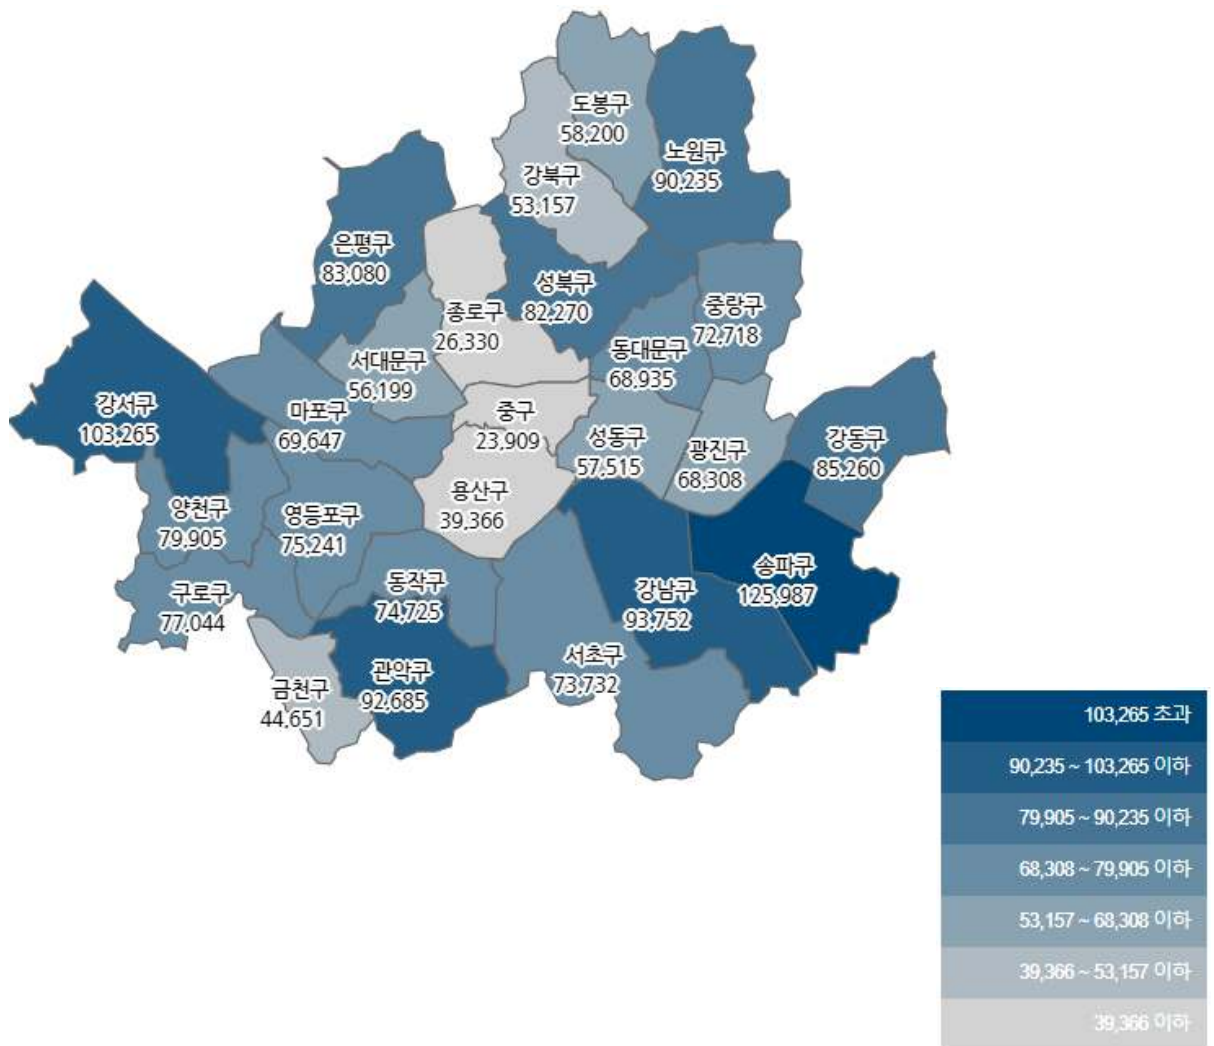 도봉구
58,200
노원구
90,235
강북구
53,157
은평구
83,080
성북구
82,270
중랑구
72,718
종로구
26,330
동대문구
68,935
서대문구
56,199
강서구
103,265
마포구
69,647
중구
23,909
성동구
57,515
광진구
68,308
강동구
85,260
양천구
79,905
영등포구
75,241
용산구
39,366
구로구
77,044
동작구
74,725
강남구
93,752
송파구
125,987
금천구
44,651
관악구
92,685
서초구
73,732
103,265 초과
90,235 ~ 103,265 이하
79,905 ~ 90,235 이하
68,308 ~ 79,905 이하
53,157 ~ 68,308 이하
39,366 ~ 53,157 이하
39,366 이하